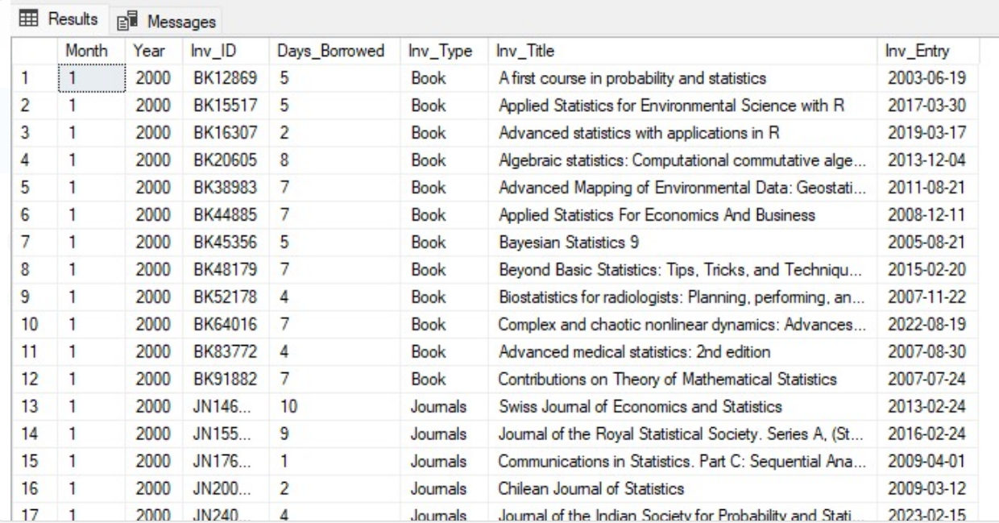 Results Messages
Month Year Inv_ID Days_Borrowed Inv_Type Inv_Title Inv_Entry
1 1 2000 BK12869 5 Book A first course in probability and statistics 2003-06-19
2 1 2000 BK15517 5 Book Applied Statistics for Environmental Science with R 2017-03-30
3 1 2000 BK16307 2 Book Advanced statistics with applications in R 2019-03-17
4 1 2000 BK20605 8 Book Algebraic statistics: Computational commutative alge... 2013-12-04
5 1 2000 BK38983 7 Book Advanced Mapping of Environmental Data: Geostati... 2011-08-21
6 1 2000 BK44885 7 Book Applied Statistics For Economics And Business 2008-12-11
7 1 2000 BK45356 5 Book Bayesian Statistics 9 2005-08-21
8 1 2000 BK48179 7 Book Beyond Basic Statistics: Tips, Tricks, and Techniqu... 2015-02-20
9 1 2000 BK52178 4 Book Biostatistics for radiologists: Planning, performing, an... 2007-11-22
10 1 2000 BK64016 7 Book Complex and chaotic nonlinear dynamics: Advances... 2022-08-19
11 1 2000 BK83772 4 Book Advanced medical statistics: 2nd edition 2007-08-30
12 1 2000 BK91882 7 Book Contributions on Theory of Mathematical Statistics 2007-07-24
13 1 2000 JN146... 10 Journals Swiss Journal of Economics and Statistics 2013-02-24
14 1 2000 JN155... 9 Journals Journal of the Royal Statistical Society. Series A, (St... 2016-02-24
15 1 2000 JN176... 1 Journals Communications in Statistics. Part C: Sequential Ana... 2009-04-01
16 1 2000 JN200... 2 Journals Chilean Journal of Statistics 2009-03-12
17 1 2000 JN240... 4 Journals Journal of the Indian Society for Probability and Stati... 2023-02-15